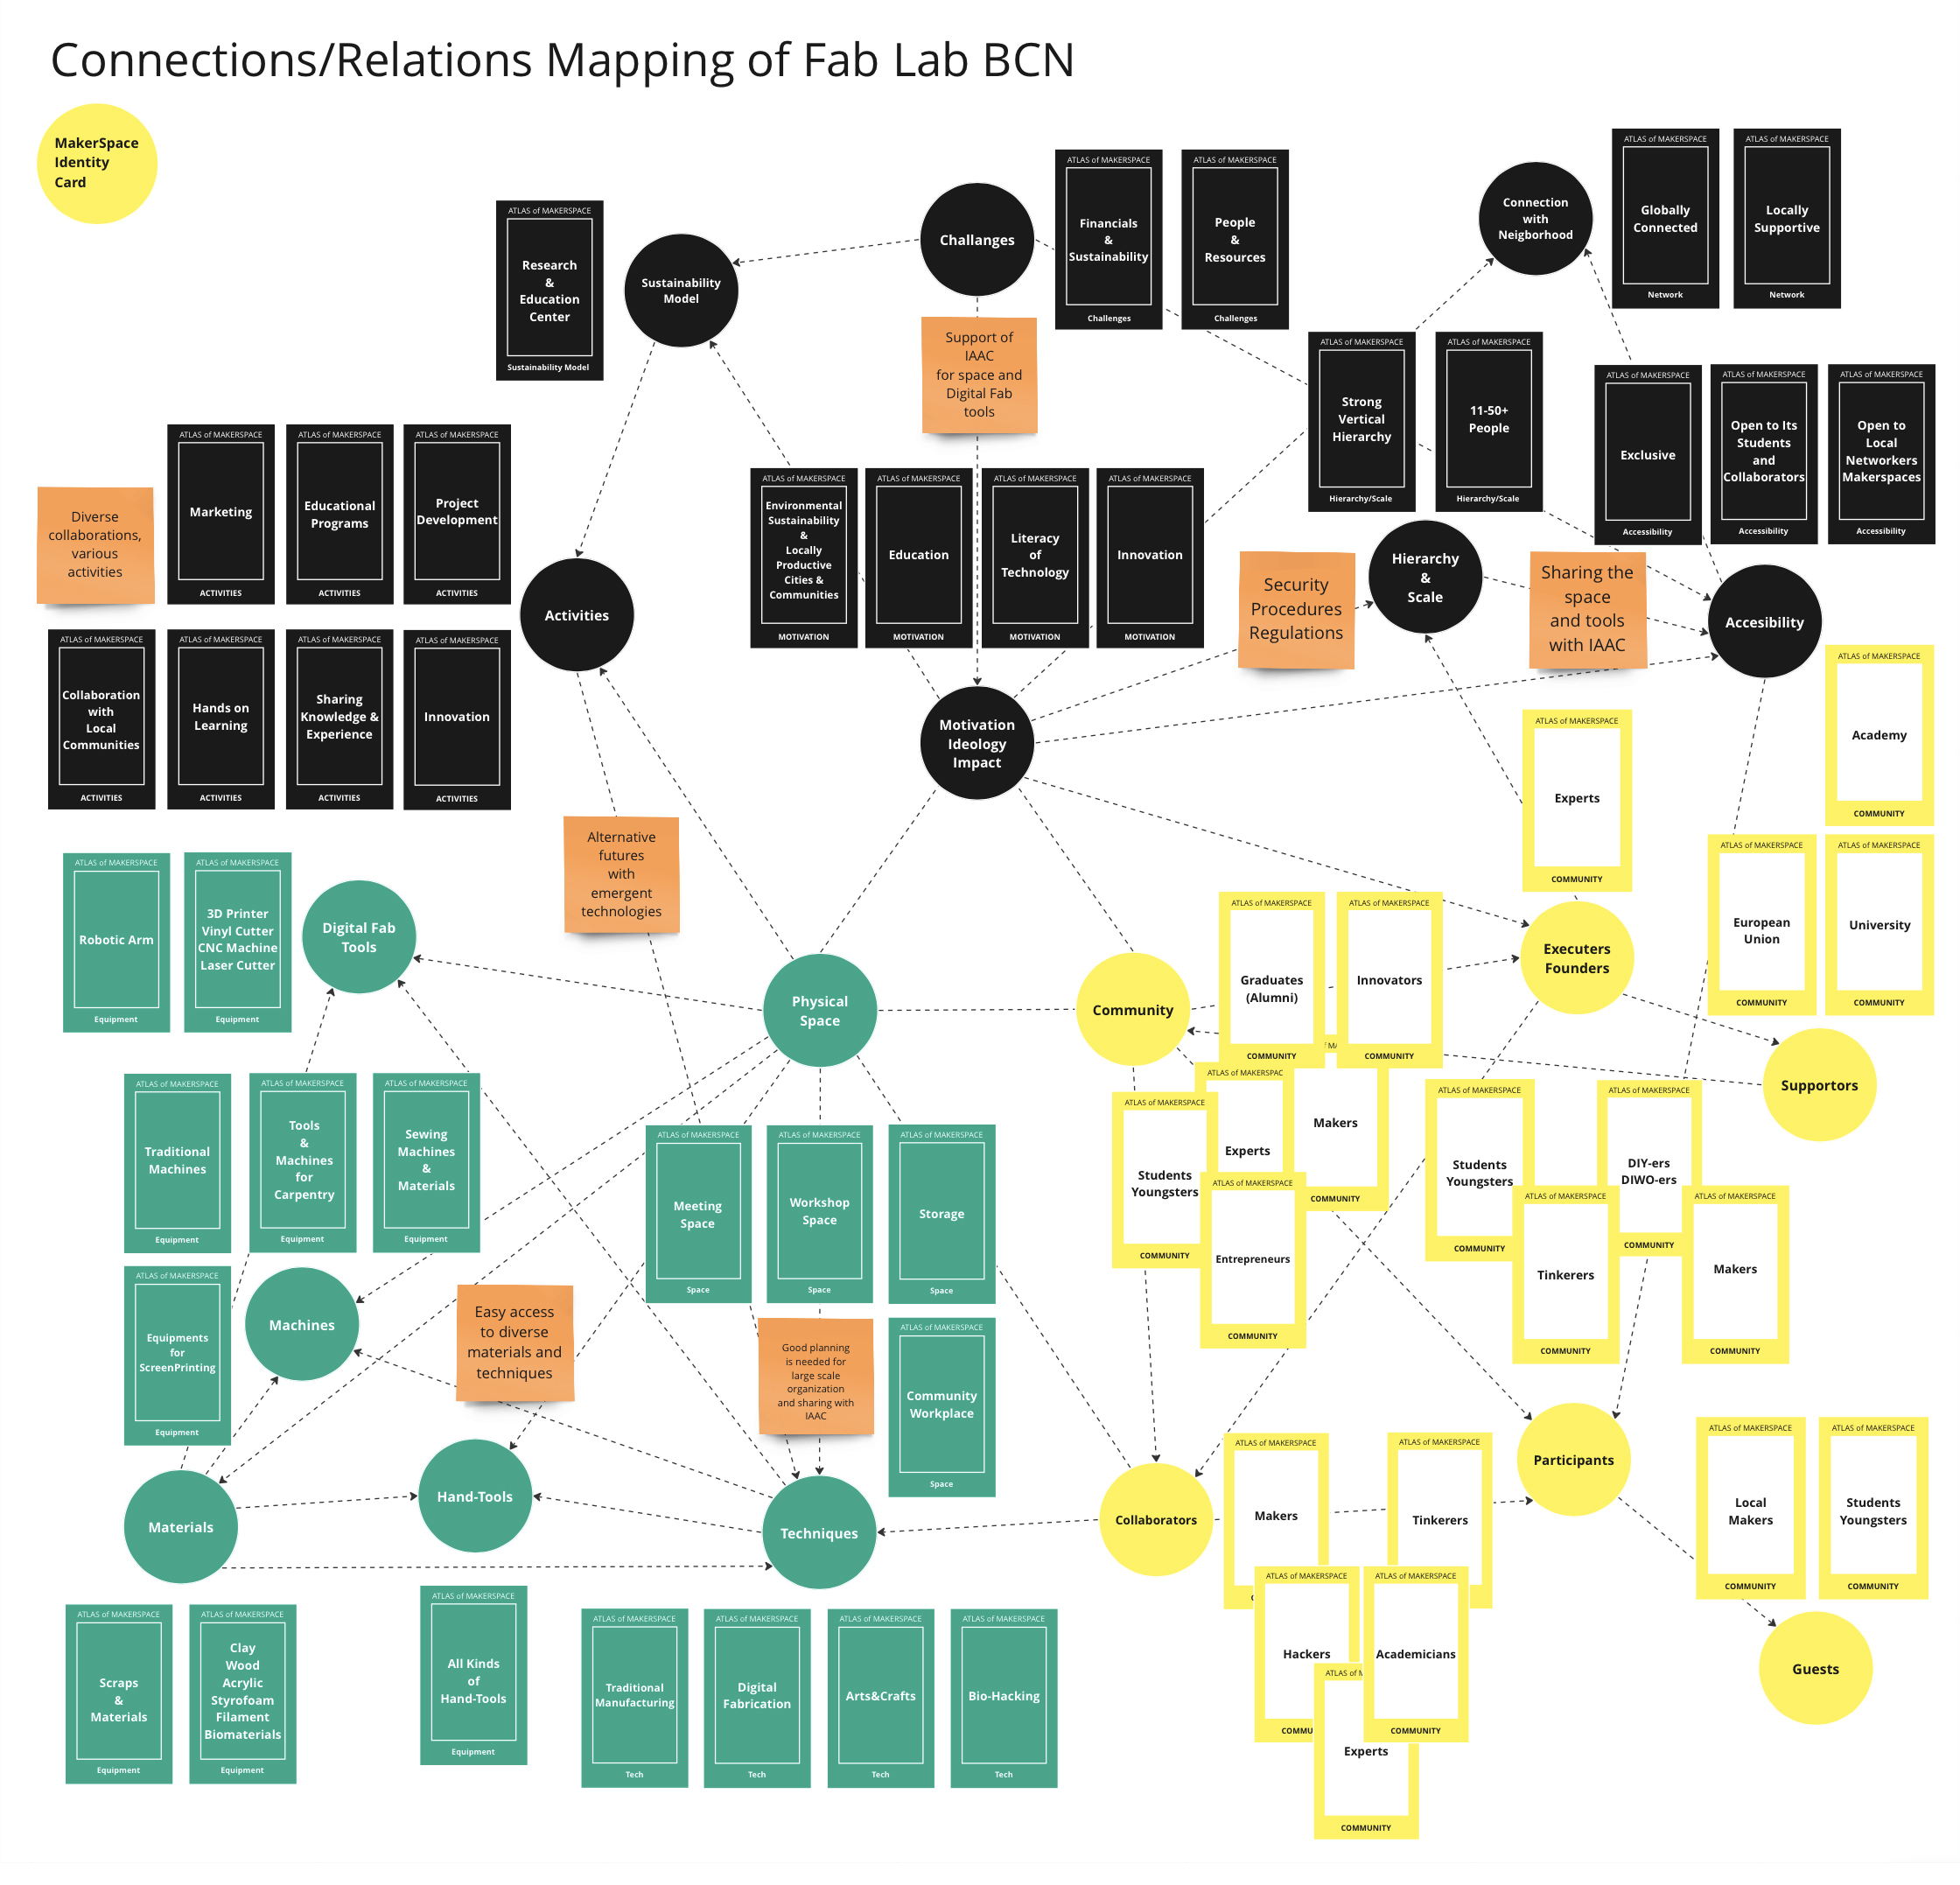 Connections/Relations Mapping of Fab Lab BCN
MakerSpace
Identity
Card
ATLAS of MAKERSPACE
Research
&
Education
Center
Sustainability Model
Sustainability
Model
Challanges
ATLAS of MAKERSPACE
Financials
&
Sustainability
Challenges
ATLAS of MAKERSPACE
People
&
Resources
Challenges
Connection
with
Neigborhood
ATLAS of MAKERSPACE
Globally
Connected
Network
ATLAS of MAKERSPACE
Locally
Supportive
Network
Support of
IAAC
for space and
Digital Fab
tools
ATLAS of MAKERSPACE
Strong
Vertical
Hierarchy
Hierarchy/Scale
ATLAS of MAKERSPACE
11-50+
People
Hierarchy/Scale
ATLAS of MAKERSPACE
Exclusive
Accessibility
ATLAS of MAKERSPACE
Open to Its
Students
and
Collaborators
Accessibility
ATLAS of MAKERSPACE
Open to
Local
Networkers
Makerspaces
Accessibility
Diverse
collaborations,
various
activities
ATLAS of MAKERSPACE
Marketing
ACTIVITIES
ATLAS of MAKERSPACE
Educational
Programs
ACTIVITIES
ATLAS of MAKERSPACE
Project
Development
ACTIVITIES
Activities
ATLAS of MAKERSPACE
Environmental
Sustainability
&
Locally
Productive
Cities &
Communities
MOTIVATION
ATLAS of MAKERSPACE
Education
MOTIVATION
ATLAS of MAKERSPACE
Literacy
of
Technology
MOTIVATION
ATLAS of MAKERSPACE
Innovation
MOTIVATION
Security
Procedures
Regulations
Hierarchy
&
Scale
Sharing the
space
and tools
with IAAC
Accesibility
ATLAS of MAKERSPACE
Collaboration
with
Local
Communities
ACTIVITIES
ATLAS of MAKERSPACE
Hands on
Learning
ACTIVITIES
ATLAS of MAKERSPACE
Sharing
Knowledge &
Experience
ACTIVITIES
ATLAS of MAKERSPACE
Innovation
ACTIVITIES
Motivation
Ideology
Impact
ATLAS of MAKERSPACE
Experts
COMMUNITY
ATLAS of MAKERSPACE
Academy
COMMUNITY
ATLAS of MAKERSPACE
European
Union
COMMUNITY
ATLAS of MAKERSPACE
University
COMMUNITY
Alternative
futures
with
emergent
technologies
ATLAS of MAKERSPACE
Robotic Arm
Equipment
ATLAS of MAKERSPACE
3D Printer
Vinyl Cutter
CNC Machine
Laser Cutter
Equipment
Digital Fab
Tools
Physical
Space
Community
ATLAS of MAKERSPACE
Graduates
(Alumni)
COMMUNITY
ATLAS of MAKERSPACE
Innovators
COMMUNITY
Executers
Founders
Supportors
ATLAS of MAKERSPACE
Traditional
Machines
Equipment
ATLAS of MAKERSPACE
Tools
&
Machines
for
Carpentry
Equipment
ATLAS of MAKERSPACE
Sewing
Machines
&
Materials
Equipment
ATLAS of MAKERSPACE
Meeting
Space
Space
ATLAS of MAKERSPACE
Workshop
Space
Space
ATLAS of MAKERSPACE
Storage
Space
ATLAS of MAKERSPACE
Students
Youngsters
COMMUNITY
ATLAS of MAKERSPAC
Experts
Makers
COMMUNITY
ATLAS of MAKERSPACE
Entrepreneurs
COMMUNITY
ATLAS of MAKERSPACE
Students
Youngsters
COMMUNITY
ATLAS of MAKERSPACE
DIY-ers
DIWO-ers
COMMUNITY
ATLAS of MAKERSPACE
Tinkerers
COMMUNITY
ATLAS of MAKERSPACE
Makers
COMMUNITY
ATLAS of MAKERSPACE
Equipments
for
ScreenPrinting
Equipment
Machines
Easy access
to diverse
materials and
techniques
Good planning
is needed for
large scale
organization
and sharing with
IAAC
ATLAS of MAKERSPACE
Community
Workplace
Space
Materials
Hand-Tools
Techniques
Collaborators
ATLAS of MAKERSPACE
Makers
ATLAS of MAKERSPACE
Tinkerers
Participants
ATLAS of MAKERSPACE
Local
Makers
COMMUNITY
ATLAS of MAKERSPACE
Students
Youngsters
COMMUNITY
ATLAS of MAKERSPACE
Hackers
COMMU
ATLAS of MAKERSPACE
Academicians
COMMUNITY
ATLAS of M
Experts
COMMUNITY
Guests
ATLAS of MAKERSPACE
Scraps
&
Materials
Equipment
ATLAS of MAKERSPACE
Clay
Wood
Acrylic
Styrofoam
Filament
Biomaterials
Equipment
ATLAS of MAKERSPACE
All Kinds
of
Hand-Tools
Equipment
ATLAS of MAKERSPACE
Traditional
Manufacturing
Tech
ATLAS of MAKERSPACE
Digital
Fabrication
Tech
ATLAS of MAKERSPACE
Arts&Crafts
Tech
ATLAS of MAKERSPACE
Bio-Hacking
Tech